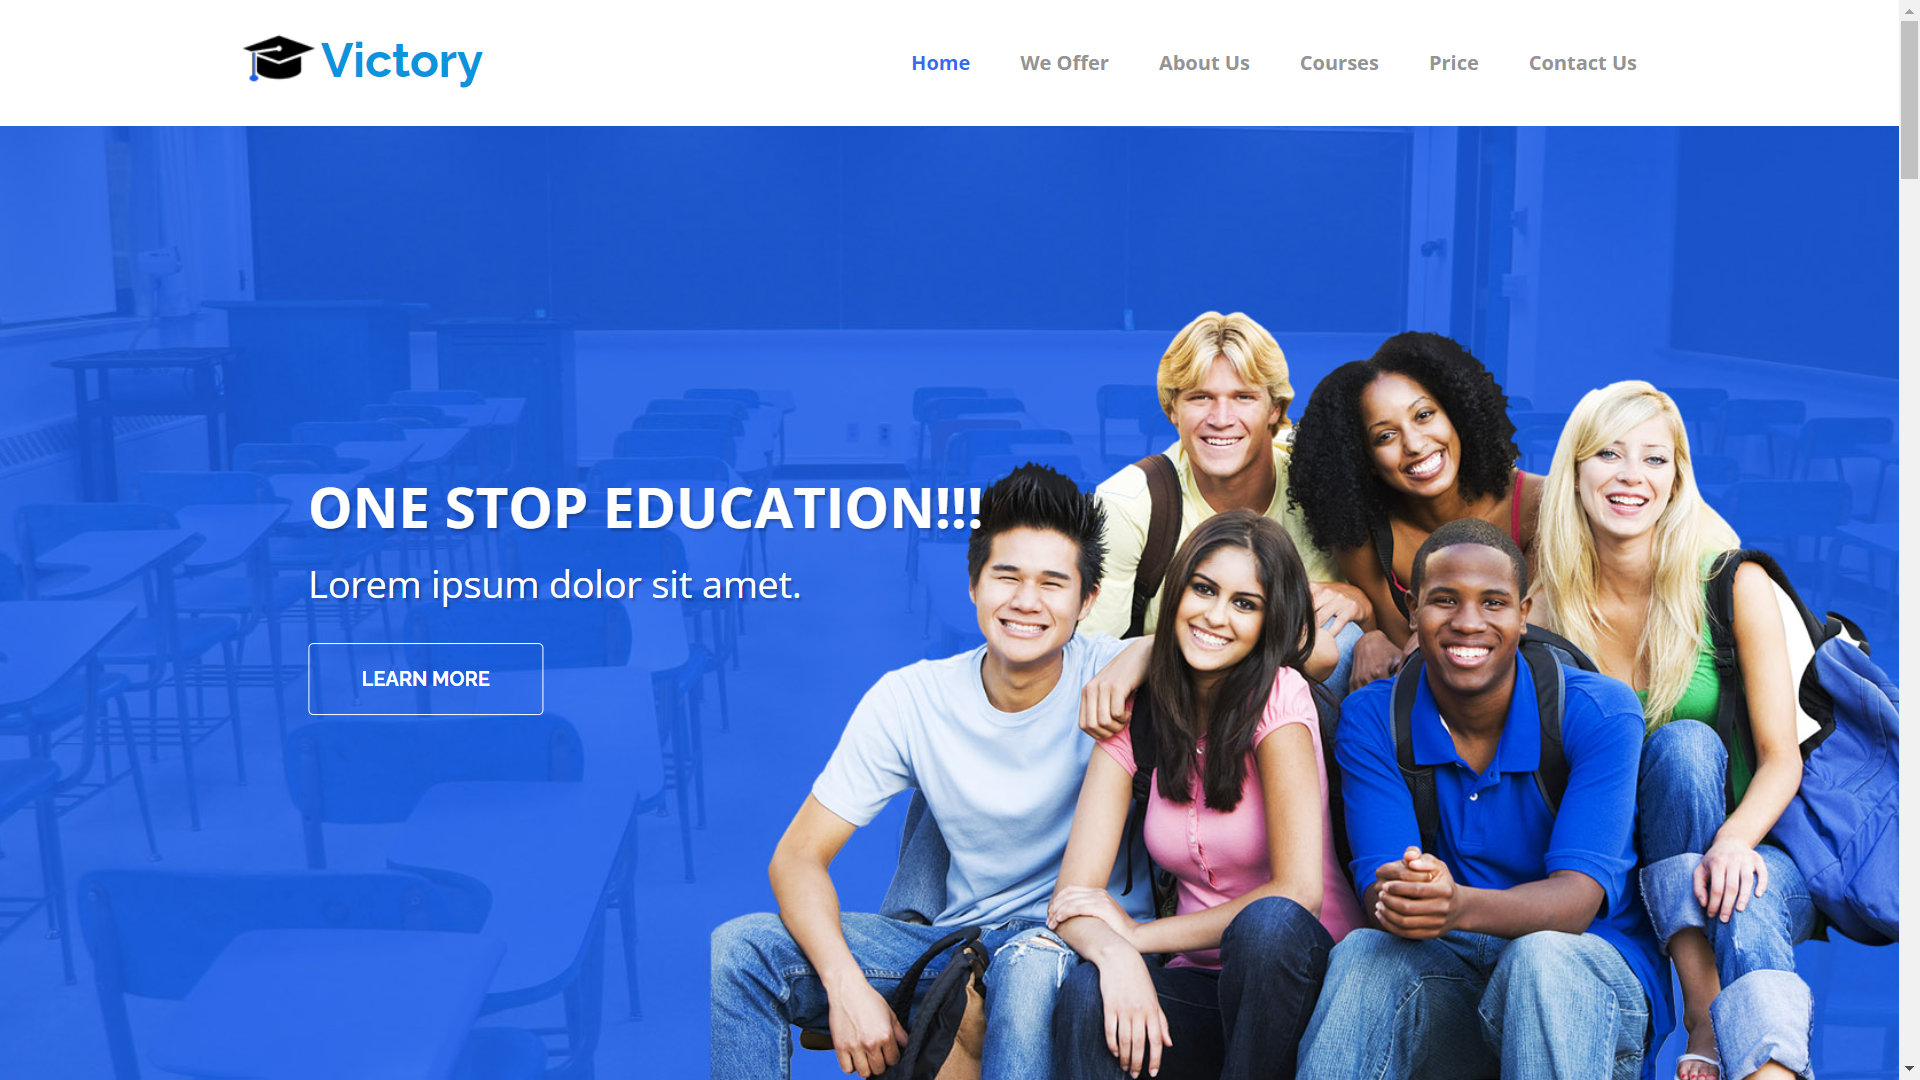 Victory
Home We Offer About Us Courses Price Contact Us
ONE STOP EDUCATION!!!
Lorem ipsum dolor sit amet.
LEARN MORE